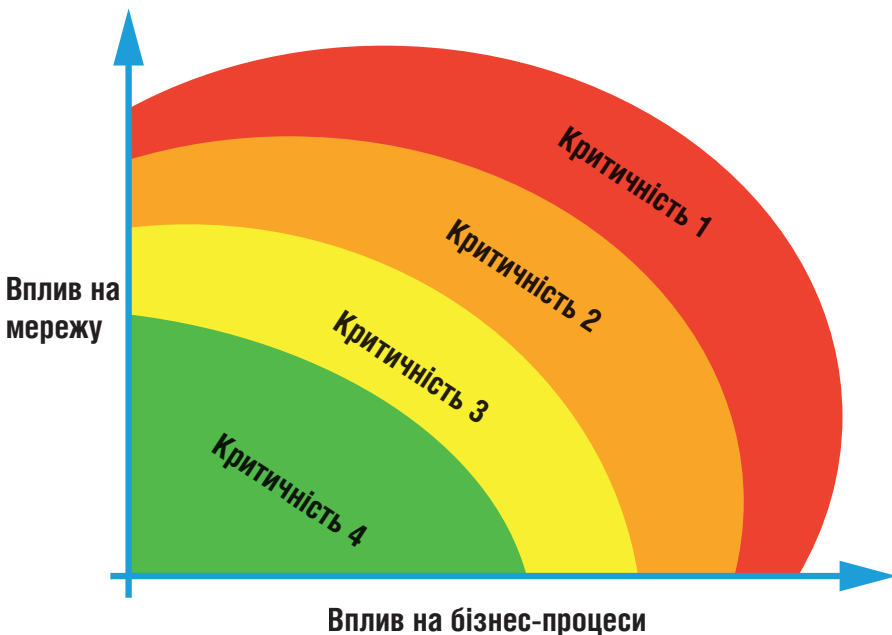 Критичність 1
Критичність 2
Вплив на
мережу
Критичність 3
Критичність 4
Вплив на бізнес-процеси